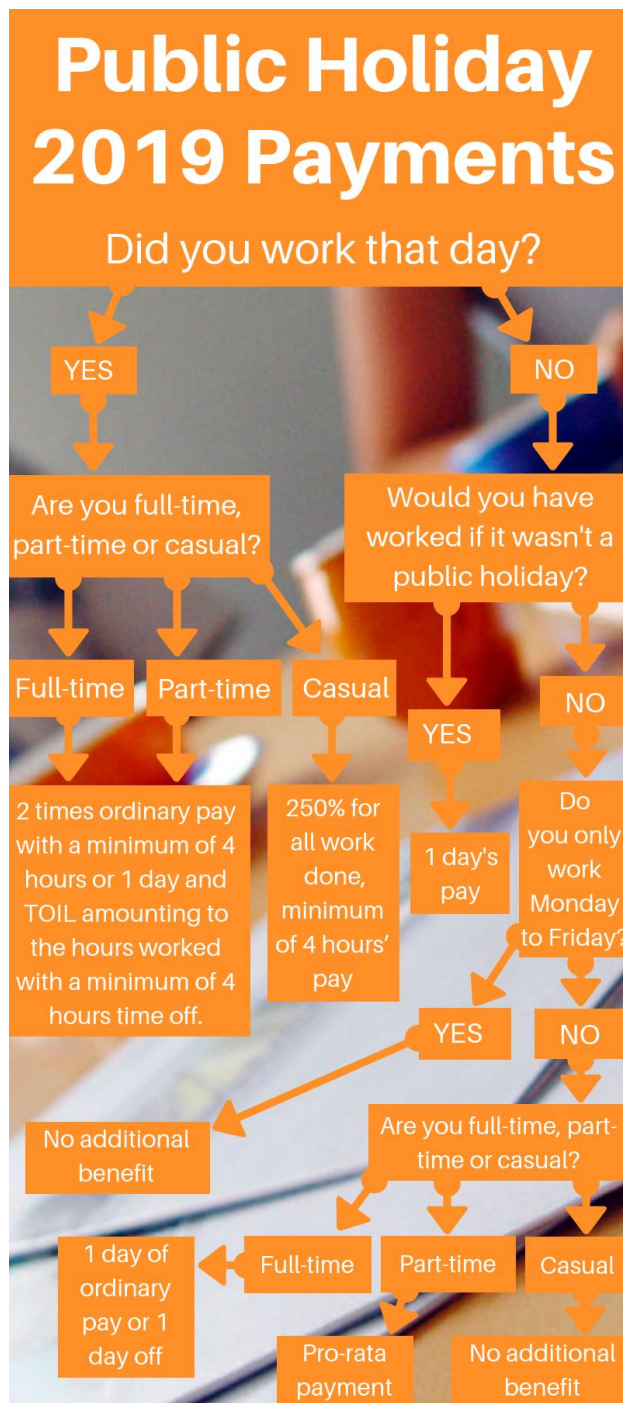 Public Holiday
2019 Payments
Did you work that day?
YES
NO
Are you full-time,
part-time or casual?
Would you have
worked if it wasn't a
public holiday?
Full-time
Part-time
Casual
YES
NO
2 times ordinary pay
with a minimum of 4
hours or 1 day and
TOIL amounting to
the hours worked
with a minimum of 4
hours time off.
250% for
all work
done,
minimum
of 4 hours’
pay
1 day's
pay
Do
you only
work
Monday
to Friday?
YES
NO
No additional
benefit
Are you full-time, part-
time or casual?
Full-time
Part-time
Casual
1 day of
ordinary
pay or 1
day off
Pro-rata
payment
No additional
benefit